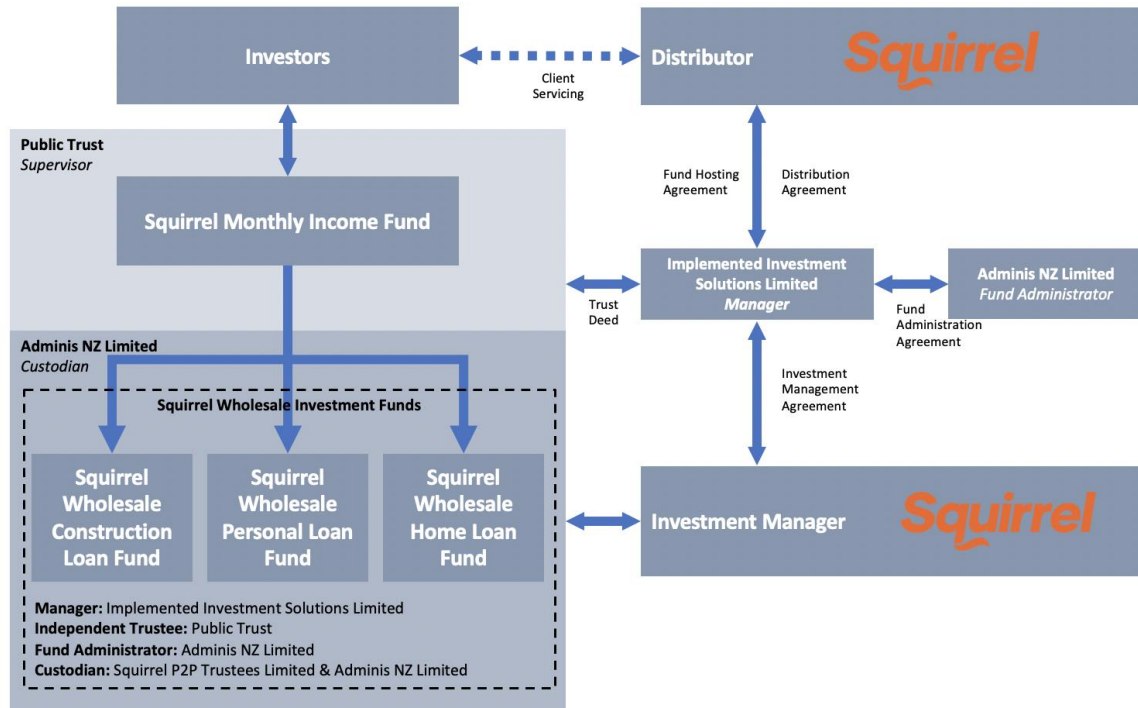 Investors
Client
Servicing
Distributor
Squirrel
Public Trust
Supervisor
Squirrel Monthly Income Fund
Fund Hosting
Agreement
Distribution
Agreement
Implemented Investment
Solutions Limited
Manager
Adminis NZ Limited
Fund Administrator
Trust
Deed
Fund
Administration
Agreement
Adminis NZ Limited
Custodian
Investment
Management
Agreement
Squirrel Wholesale Investment Funds
Squirrel
Wholesale
Construction
Loan Fund
Squirrel
Wholesale
Personal Loan
Fund
Squirrel
Wholesale
Home Loan
Fund
Investment Manager
Squirrel
Manager: Implemented Investment Solutions Limited
Independent Trustee: Public Trust
Fund Administrator: Adminis NZ Limited
Custodian: Squirrel P2P Trustees Limited & Adminis NZ Limited